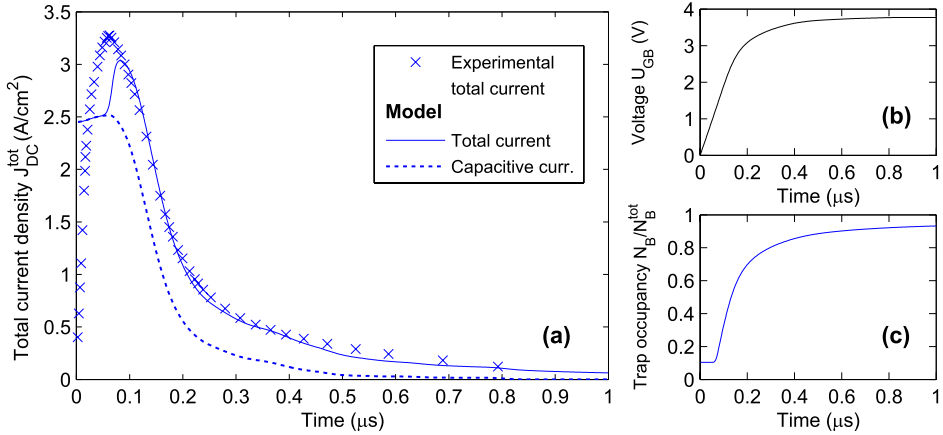 3.5
3
2.5
2
1.5
1
0.5
0
Total current density J_DC^tot (A/cm²)
0 0.1 0.2 0.3 0.4 0.5 0.6 0.7 0.8 0.9 1
Time (μs)
Experimental
total current
Model
Total current
Capacitive curr.
(a)
4
3
2
1
0
Voltage U_GB (V)
0 0.2 0.4 0.6 0.8 1
Time (μs)
(b)
1
0.8
0.6
0.4
0.2
0
Trap occupancy N_B/N_B^tot
0 0.2 0.4 0.6 0.8 1
Time (μs)
(c)